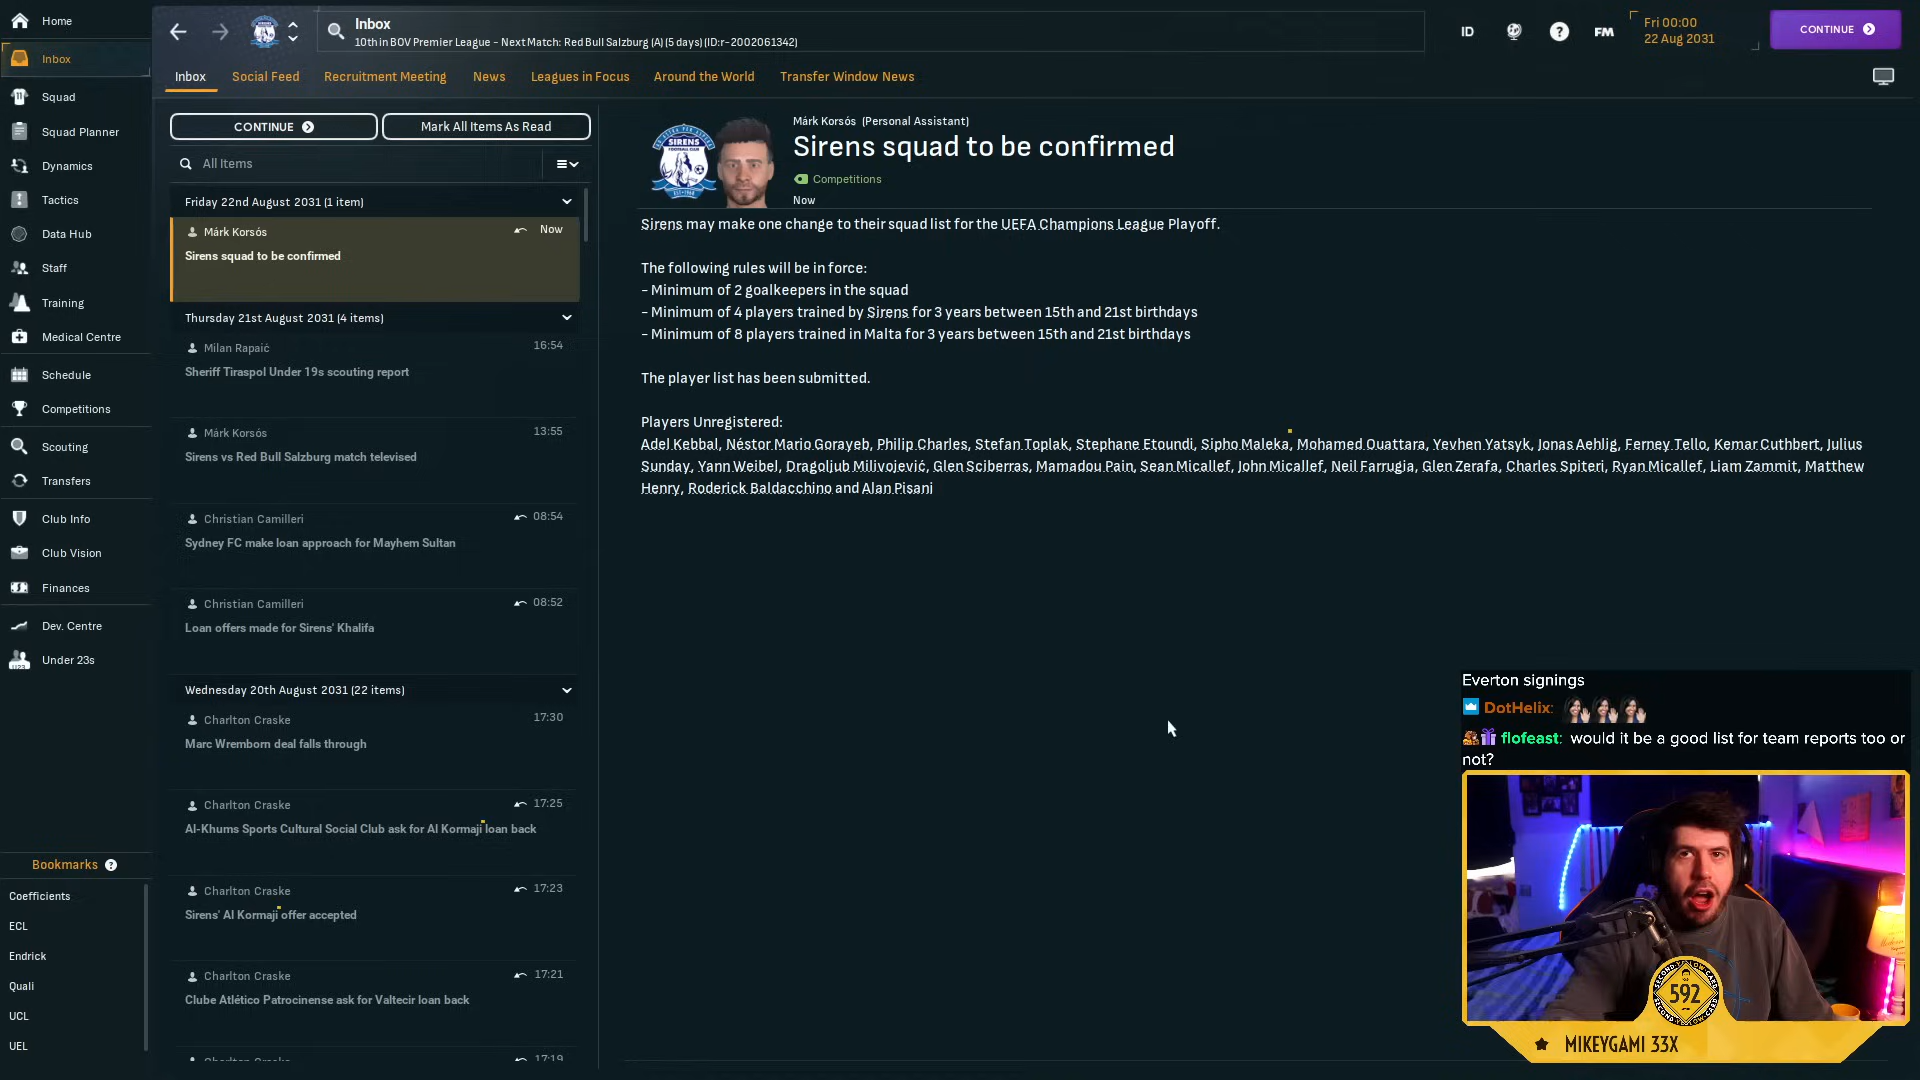 Home
Inbox
Squad
Squad Planner
Dynamics
Tactics
Data Hub
Staff
Training
Medical Centre
Schedule
Competitions
Scouting
Transfers
Club Info
Club Vision
Finances
Dev. Centre
Under 23s
Bookmarks
Coefficients
ECL
Endrick
Quali
UCL
UEL
Inbox
10th in BOV Premier League - Next Match: Red Bull Salzburg (A) (5 days) (ID:r-2002061342)
ID
FM
Fri 00:00
22 Aug 2031
CONTINUE
Inbox
Social Feed
Recruitment Meeting
News
Leagues in Focus
Around the World
Transfer Window News
CONTINUE
Mark All Items As Read
All Items
Friday 22nd August 2031 (1 item)
Márk Korsós Now
Sirens squad to be confirmed
Thursday 21st August 2031 (4 items)
Milan Rapaić 16:54
Sheriff Tiraspol Under 19s scouting report
Márk Korsós 13:55
Sirens vs Red Bull Salzburg match televised
Christian Camilleri 08:54
Sydney FC make loan approach for Mayhem Sultan
Christian Camilleri 08:52
Loan offers made for Sirens' Khalifa
Wednesday 20th August 2031 (22 items)
Charlton Craske 17:30
Marc Wremborn deal falls through
Charlton Craske 17:25
Al-Khums Sports Cultural Social Club ask for Al Kormaji loan back
Charlton Craske 17:23
Sirens' Al Kormaji offer accepted
Charlton Craske 17:21
Clube Atlético Patrocinense ask for Valtecir loan back
Charlton Craske 17:19
SIRENS
FOOTBALL CLUB
Márk Korsós (Personal Assistant)
Sirens squad to be confirmed
Competitions
Now
Sirens may make one change to their squad list for the UEFA Champions League Playoff.
The following rules will be in force:
- Minimum of 2 goalkeepers in the squad
- Minimum of 4 players trained by Sirens for 3 years between 15th and 21st birthdays
- Minimum of 8 players trained in Malta for 3 years between 15th and 21st birthdays
The player list has been submitted.
Players Unregistered:
Adel Kebbal, Néstor Mario Gorayeb, Philip Charles, Stefan Toplak, Stephane Etoundi, Sipho Maleka, Mohamed Ouattara, Yevhen Yatsyk, Jonas Aehlig, Ferney Tello, Kemar Cuthbert, Julius
Sunday, Yann Weibel, Dragoljub Milivojević, Glen Sciberras, Mamadou Pain, Sean Micallef, John Micallef, Neil Farrugia, Glen Zerafa, Charles Spiteri, Ryan Micallef, Liam Zammit, Matthew
Henry, Roderick Baldacchino and Alan Pisani
Everton signings
DotHelix:
flofeast: would it be a good list for team reports too or
not?
592
MIKEYGAMI 33X